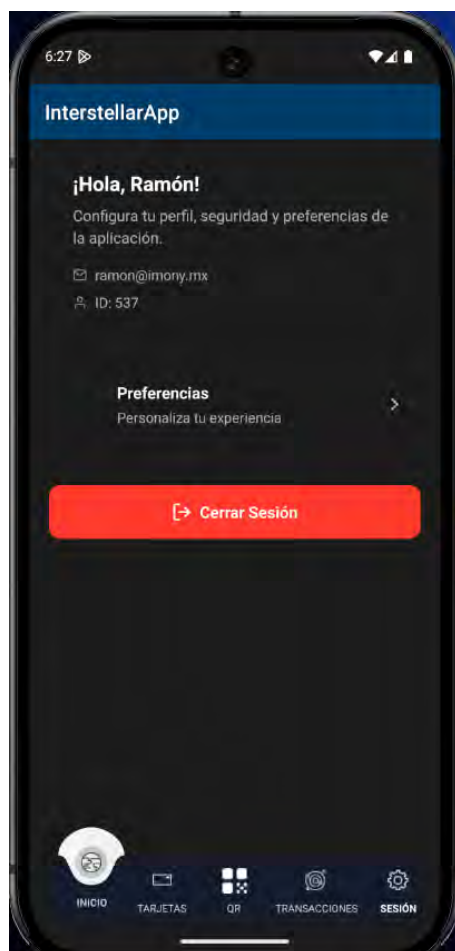 6:27
InterstellarApp
¡Hola, Ramón!
Configura tu perfil, seguridad y preferencias de
la aplicación.
ramon@imony.mx
ID: 537
Preferencias
Personaliza tu experiencia
Cerrar Sesión
INICIO
TARJETAS
QR
TRANSACCIONES
SESIÓN